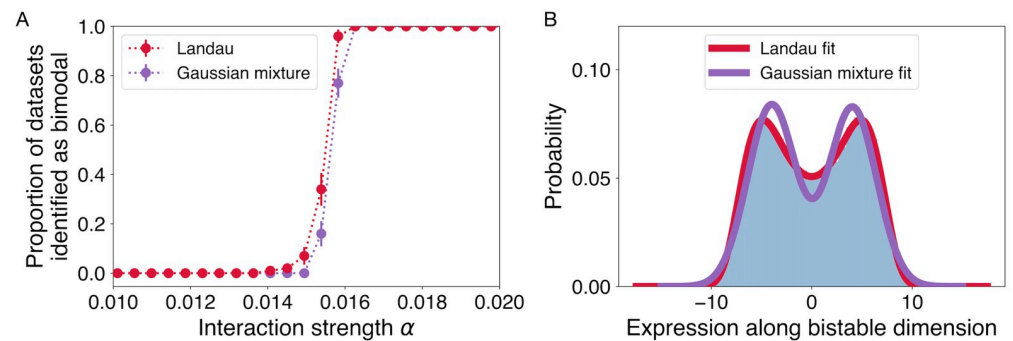 A
Proportion of datasets
identified as bimodal
1.0
0.8
0.6
0.4
0.2
0.0
Landau
Gaussian mixture
0.010 0.012 0.014 0.016 0.018 0.020
Interaction strength α
B
Probability
0.10
0.05
0.00
Landau fit
Gaussian mixture fit
−10 0 10
Expression along bistable dimension